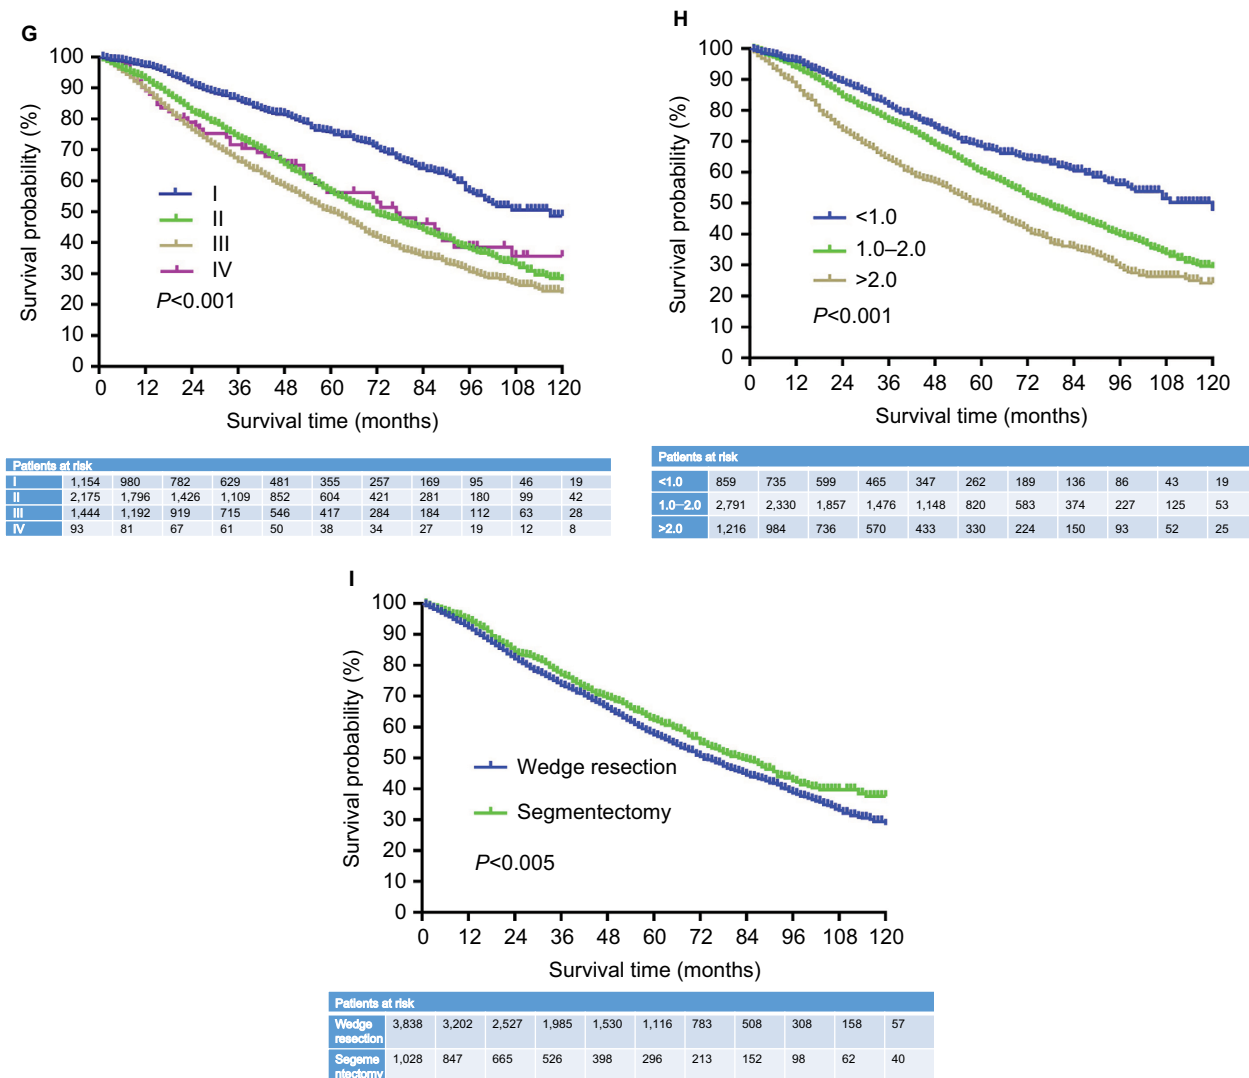 G
Survival probability (%)
100
90
80
70
60
50
40
30
20
10
0
I
II
III
IV
P<0.001
0 12 24 36 48 60 72 84 96 108 120
Survival time (months)
Patients at risk
I 1,154 980 782 629 481 355 257 169 95 46 19
II 2,175 1,796 1,426 1,109 852 604 421 281 180 99 42
III 1,444 1,192 919 715 546 417 284 184 112 63 28
IV 93 81 67 61 50 38 34 27 19 12 8
H
Survival probability (%)
100
90
80
70
60
50
40
30
20
10
0
<1.0
1.0–2.0
>2.0
P<0.001
0 12 24 36 48 60 72 84 96 108 120
Survival time (months)
Patients at risk
<1.0 859 735 599 465 347 262 189 136 86 43 19
1.0–2.0 2,791 2,330 1,857 1,476 1,148 820 583 374 227 125 53
>2.0 1,216 984 736 570 433 330 224 150 93 52 25
I
Survival probability (%)
100
90
80
70
60
50
40
30
20
10
0
Wedge resection
Segmentectomy
P<0.005
0 12 24 36 48 60 72 84 96 108 120
Survival time (months)
Patients at risk
Wedge 3,838 3,202 2,527 1,985 1,530 1,116 783 508 308 158 57
resection
Segeme 1,028 847 665 526 398 296 213 152 98 62 40
ntectomy